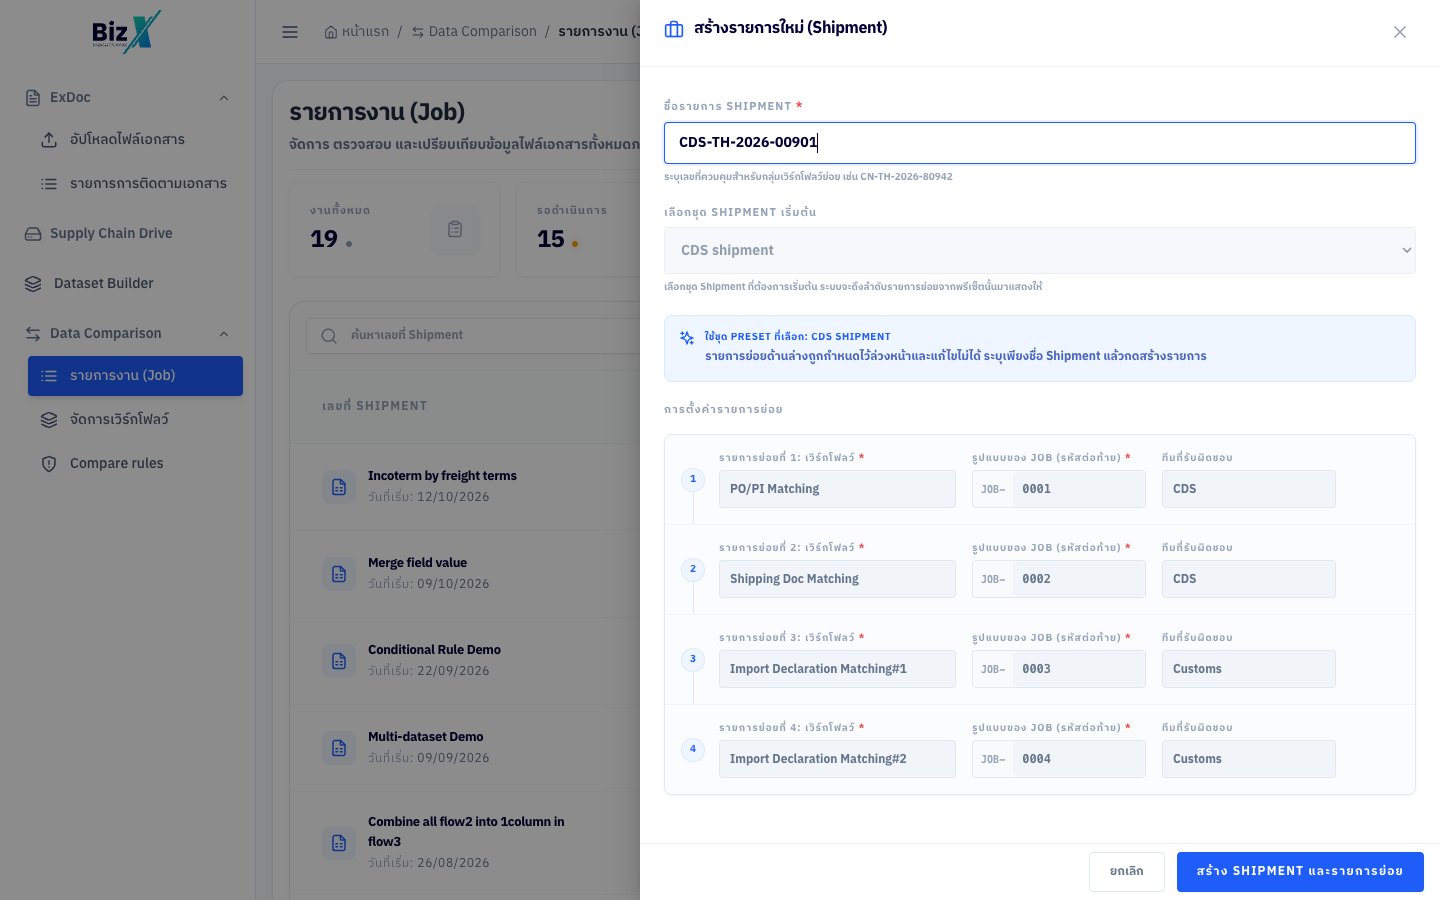 BizX
ExDoc
อัปโหลดไฟล์เอกสาร
รายการการติดตามเอกสาร
Supply Chain Drive
Dataset Builder
Data Comparison
รายการงาน (Job)
จัดการเวิร์กโฟลว์
Compare rules
หน้าแรก / Data Comparison / รายการงาน (J
รายการงาน (Job)
จัดการ ตรวจสอบ และเปรียบเทียบข้อมูลไฟล์เอกสารทั้งหมดก
งานทั้งหมด
19
รอดำเนินการ
15
ค้นหาเลขที่ Shipment
เลขที่ SHIPMENT
Incoterm by freight terms
วันที่เริ่ม: 12/10/2026
Merge field value
วันที่เริ่ม: 09/10/2026
Conditional Rule Demo
วันที่เริ่ม: 22/09/2026
Multi-dataset Demo
วันที่เริ่ม: 09/09/2026
Combine all flow2 into 1column in
flow3
วันที่เริ่ม: 26/08/2026
สร้างรายการใหม่ (Shipment)
ชื่อรายการ SHIPMENT *
CDS-TH-2026-00901
ระบุเลขที่ควบคุมสำหรับกลุ่มเวิร์กโฟลว์ย่อย เช่น CN-TH-2026-80942
เลือกชุด SHIPMENT เริ่มต้น
CDS shipment
เลือกชุด Shipment ที่ต้องการเริ่มต้น ระบบจะดึงลำดับรายการย่อยจากพรีเซ็ตนั้นมาแสดงให้
ใช้ชุด PRESET ที่เลือก: CDS SHIPMENT
รายการย่อยด้านล่างถูกกำหนดไว้ล่วงหน้าและแก้ไขไม่ได้ ระบุเพียงชื่อ Shipment แล้วกดสร้างรายการ
การตั้งค่ารายการย่อย
รายการย่อยที่ 1: เวิร์กโฟลว์ * รูปแบบของ JOB (รหัสต่อท้าย) * ทีมที่รับผิดชอบ
1 PO/PI Matching JOB- 0001 CDS
รายการย่อยที่ 2: เวิร์กโฟลว์ * รูปแบบของ JOB (รหัสต่อท้าย) * ทีมที่รับผิดชอบ
2 Shipping Doc Matching JOB- 0002 CDS
รายการย่อยที่ 3: เวิร์กโฟลว์ * รูปแบบของ JOB (รหัสต่อท้าย) * ทีมที่รับผิดชอบ
3 Import Declaration Matching#1 JOB- 0003 Customs
รายการย่อยที่ 4: เวิร์กโฟลว์ * รูปแบบของ JOB (รหัสต่อท้าย) * ทีมที่รับผิดชอบ
4 Import Declaration Matching#2 JOB- 0004 Customs
ยกเลิก
สร้าง SHIPMENT และรายการย่อย